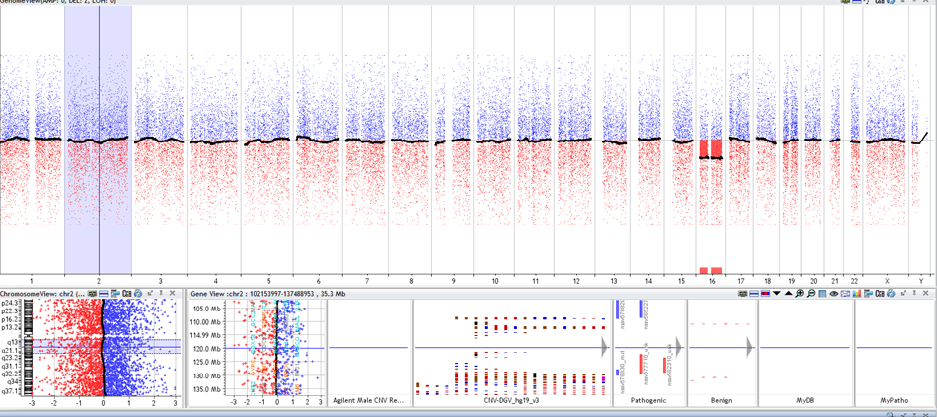 GenomeView(AMP: 0, DEL: 2, LOH: 0)
1 2 3 4 5 6 7 8 9 10 11 12 13 14 15 16 17 18 19 20 21 22 X Y
ChromosomeView: chr2 (...
Gene View :chr2 : 102153997-137488953 , 35.3 Mb
p24.3
p22.3
p16.2
p13.2
q13
q21.1
q23.2
q31.1
q34
q37.1
-3 -2 -1 0 1 2 3
105.0 Mb
110.00 Mb
114.99 Mb
120.0 Mb
125.0 Mb
130.0 Mb
135.0 Mb
-3 -2 -1 0 1 2 3
Agilent Male CNV Re...
CNV-DGV_hg19_v3
Pathogenic
Benign
MyDB
MyPatho